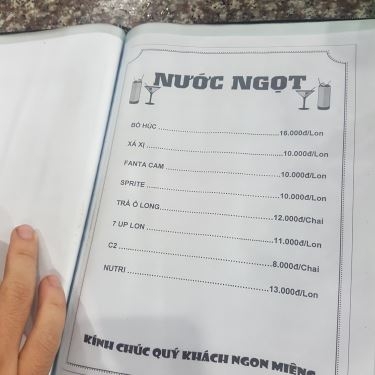 NƯỚC NGỌT
BÒ HÚC ........................................16.000đ/Lon
XÁ XỊ ........................................10.000đ/Lon
FANTA CAM ........................................10.000đ/Lon
SPRITE ........................................10.000đ/Lon
TRÀ Ô LONG........................................12.000đ/Chai
7 UP LON ........................................11.000đ/Lon
C2 ........................................8.000đ/Chai
NUTRI ........................................13.000đ/Lon
KÍNH CHÚC QUÝ KHÁCH NGON MIỆNG